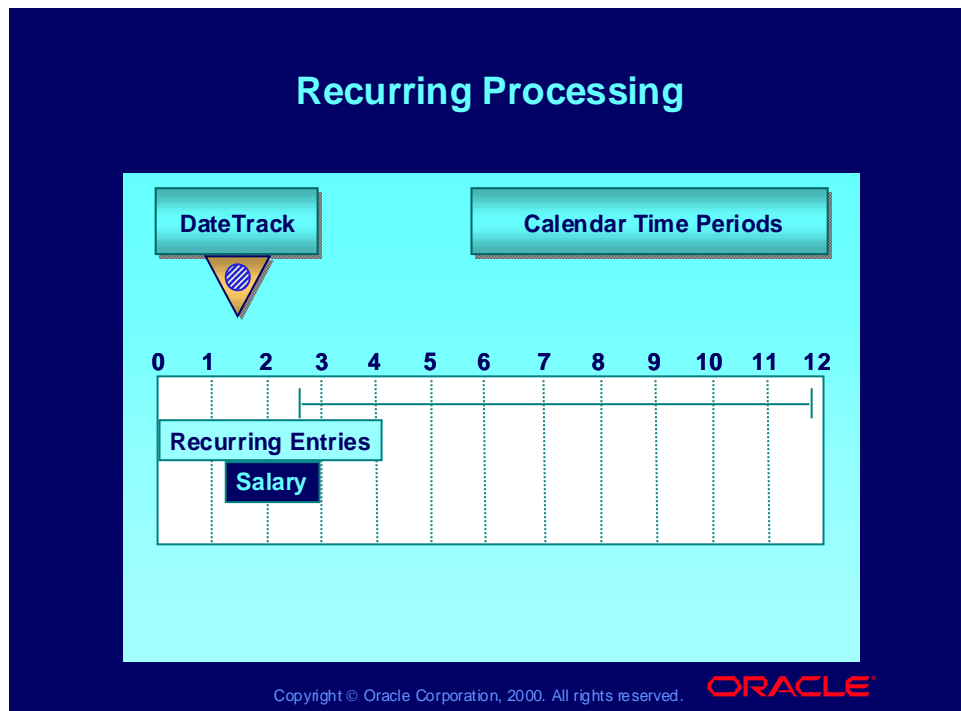 Recurring Processing
DateTrack
Calendar Time Periods
0 1 2 3 4 5 6 7 8 9 10 11 12
Recurring Entries
Salary
Copyright © Oracle Corporation, 2000. All rights reserved.
ORACLE®